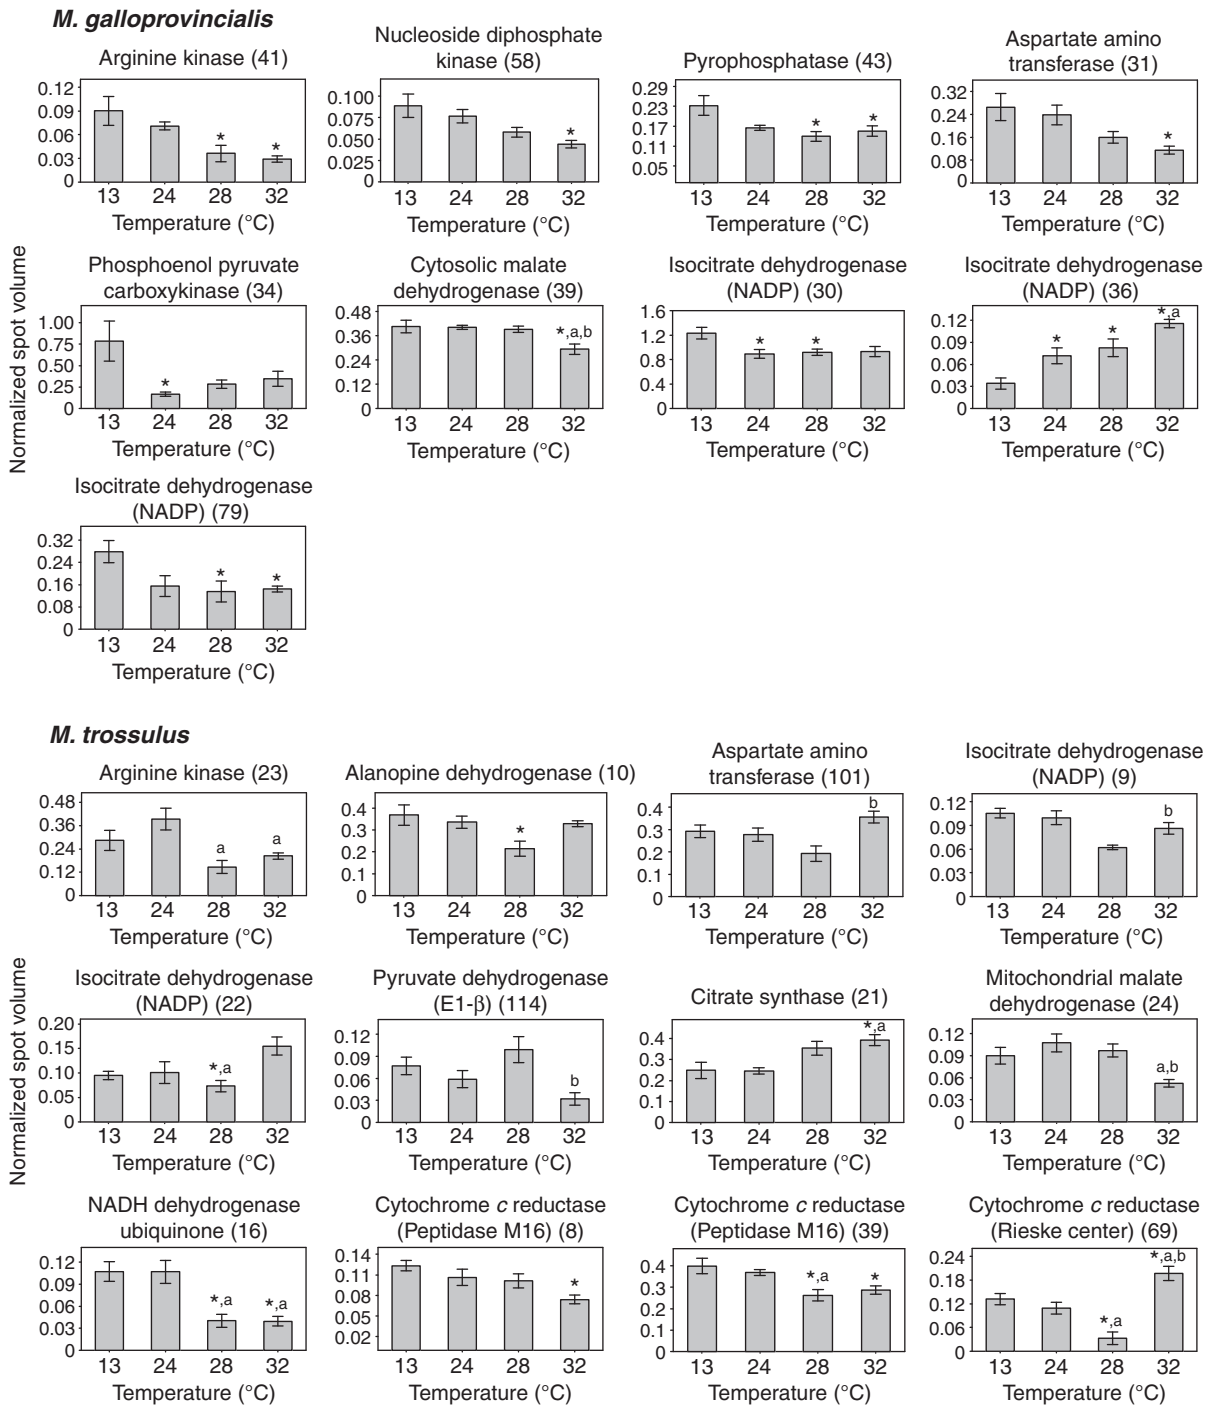 M. galloprovincialis
Arginine kinase (41)
0.12
0.09
0.06
0.03
0
*
*
13 24 28 32
Temperature (°C)
Nucleoside diphosphate
kinase (58)
0.100
0.075
0.050
0.025
0
*
13 24 28 32
Temperature (°C)
Pyrophosphatase (43)
0.29
0.23
0.17
0.11
0.05
*
*
13 24 28 32
Temperature (°C)
Aspartate amino
transferase (31)
0.32
0.24
0.16
0.08
0
*
13 24 28 32
Temperature (°C)
Normalized spot volume
Phosphoenol pyruvate
carboxykinase (34)
1.00
0.75
0.50
0.25
0
*
13 24 28 32
Temperature (°C)
Cytosolic malate
dehydrogenase (39)
0.48
0.36
0.24
0.12
0
*,a,b
13 24 28 32
Temperature (°C)
Isocitrate dehydrogenase
(NADP) (30)
1.6
1.2
0.8
0.4
0
*
*
13 24 28 32
Temperature (°C)
Isocitrate dehydrogenase
(NADP) (36)
0.12
0.09
0.06
0.03
0
*
*
*,a
13 24 28 32
Temperature (°C)
Isocitrate dehydrogenase
(NADP) (79)
0.32
0.24
0.16
0.08
0
*
*
13 24 28 32
Temperature (°C)
M. trossulus
Arginine kinase (23)
0.48
0.36
0.24
0.12
0
a
a
13 24 28 32
Temperature (°C)
Alanopine dehydrogenase (10)
0.4
0.3
0.2
0.1
0
*
13 24 28 32
Temperature (°C)
Aspartate amino
transferase (101)
0.4
0.3
0.2
0.1
0
b
13 24 28 32
Temperature (°C)
Isocitrate dehydrogenase
(NADP) (9)
0.12
0.09
0.06
0.03
0
b
13 24 28 32
Temperature (°C)
Normalized spot volume
Isocitrate dehydrogenase
(NADP) (22)
0.20
0.15
0.10
0.05
0
*,a
13 24 28 32
Temperature (°C)
Pyruvate dehydrogenase
(E1-β) (114)
0.12
0.09
0.06
0.03
0
b
13 24 28 32
Temperature (°C)
Citrate synthase (21)
0.4
0.3
0.2
0.1
0
*,a
13 24 28 32
Temperature (°C)
Mitochondrial malate
dehydrogenase (24)
0.12
0.09
0.06
0.03
0
a,b
13 24 28 32
Temperature (°C)
NADH dehydrogenase
ubiquinone (16)
0.12
0.09
0.06
0.03
0
*,a
*,a
13 24 28 32
Temperature (°C)
Cytochrome c reductase
(Peptidase M16) (8)
0.14
0.11
0.08
0.05
0.02
*
13 24 28 32
Temperature (°C)
Cytochrome c reductase
(Peptidase M16) (39)
0.4
0.3
0.2
0.1
0
*,a
*
13 24 28 32
Temperature (°C)
Cytochrome c reductase
(Rieske center) (69)
0.24
0.18
0.12
0.06
0
*,a
*,a,b
13 24 28 32
Temperature (°C)